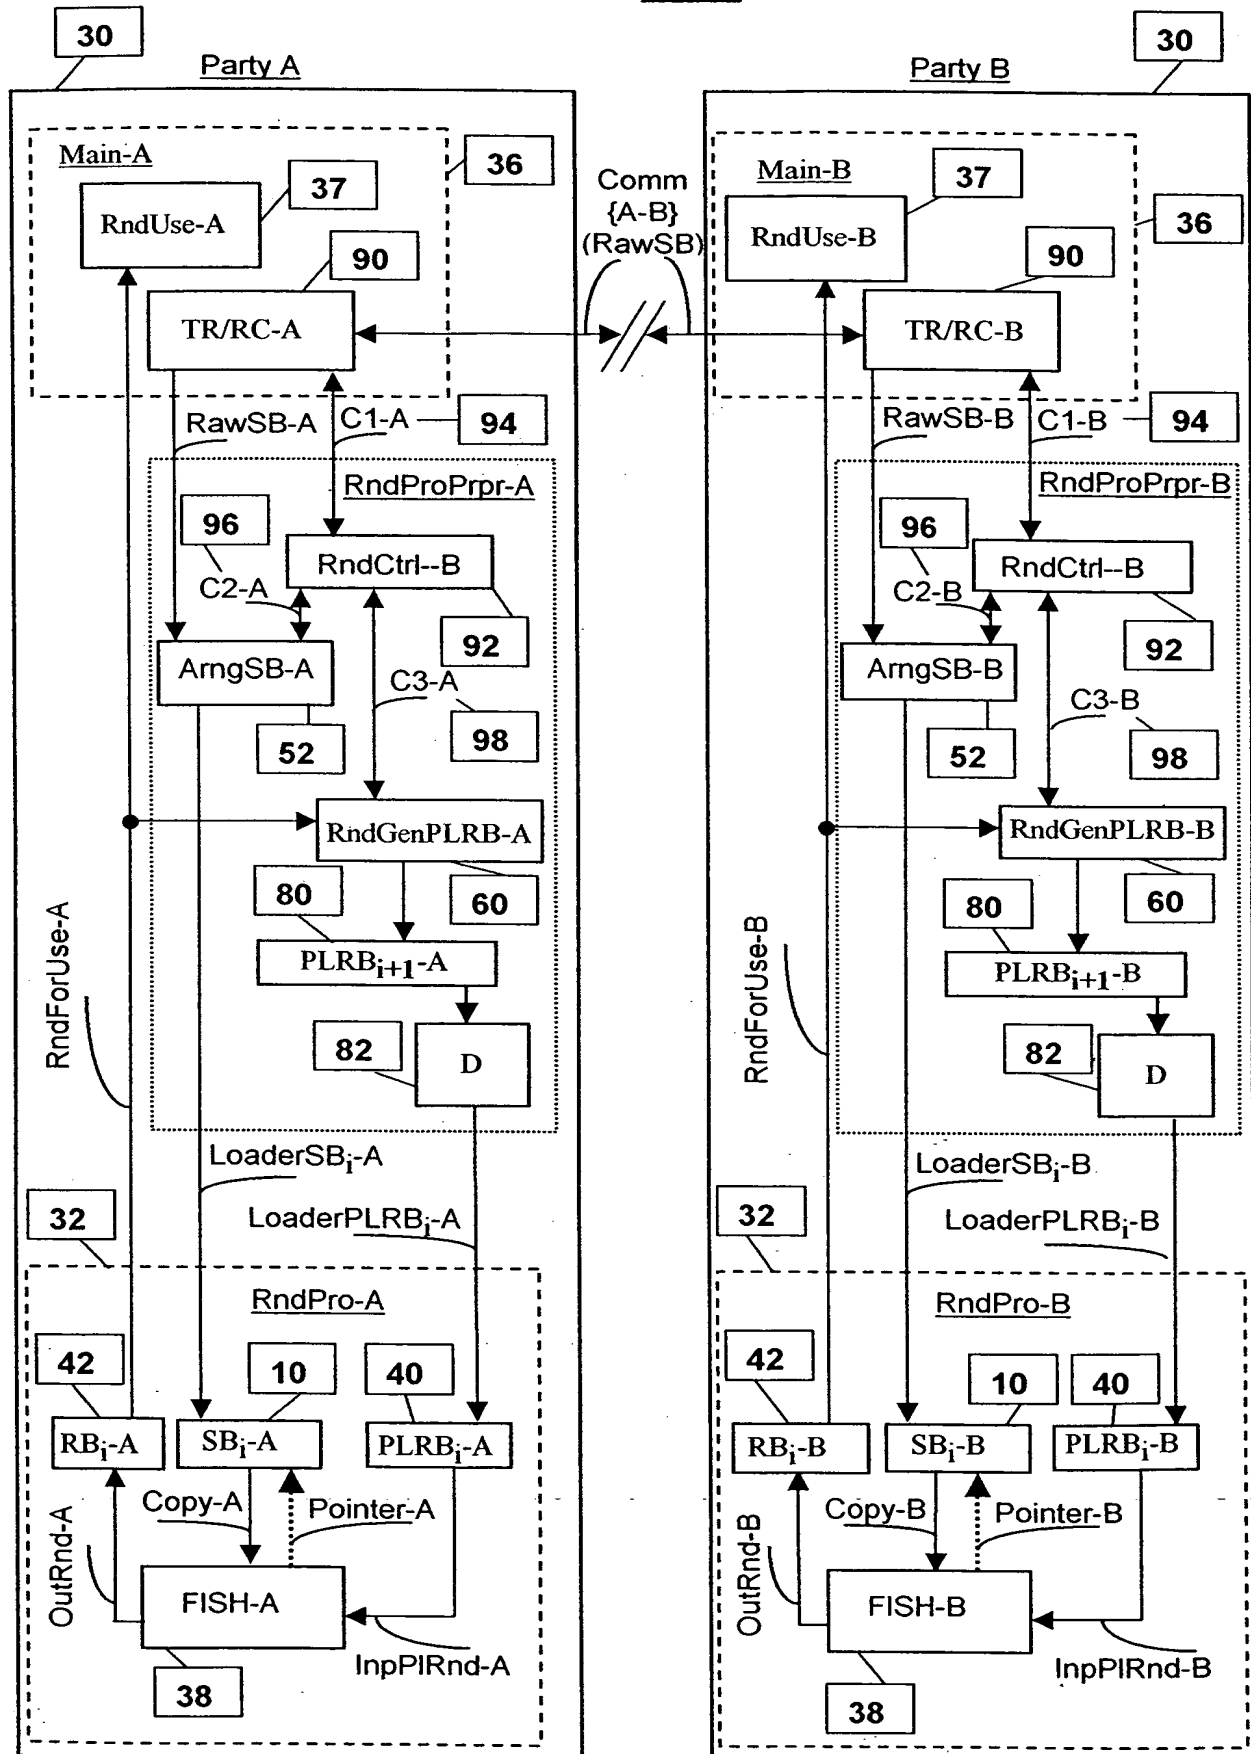 30
Party A
Main-A
36
37
RndUse-A
90
TR/RC-A
Comm
{A-B}
(RawSB)
RawSB-A
C1-A
94
RndProPrpr-A
96
RndCtrl--B
C2-A
92
ArngSB-A
52
C3-A
98
RndGenPLRB-A
80
60
PLRBi+1-A
82
D
RndForUse-A
LoaderSBi-A
32
LoaderPLRBi-A
RndPro-A
42
10
40
RBi-A
SBi-A
PLRBi-A
Copy-A
Pointer-A
OutRnd-A
FISH-A
InpPlRnd-A
38
30
Party B
Main-B
37
36
RndUse-B
90
TR/RC-B
RawSB-B
C1-B
94
RndProPrpr-B
96
RndCtrl--B
C2-B
92
ArngSB-B
52
C3-B
98
RndGenPLRB-B
80
60
PLRBi+1-B
82
D
RndForUse-B
LoaderSBi-B
32
LoaderPLRBi-B
RndPro-B
42
10
40
RBi-B
SBi-B
PLRBi-B
Copy-B
Pointer-B
OutRnd-B
FISH-B
InpPlRnd-B
38